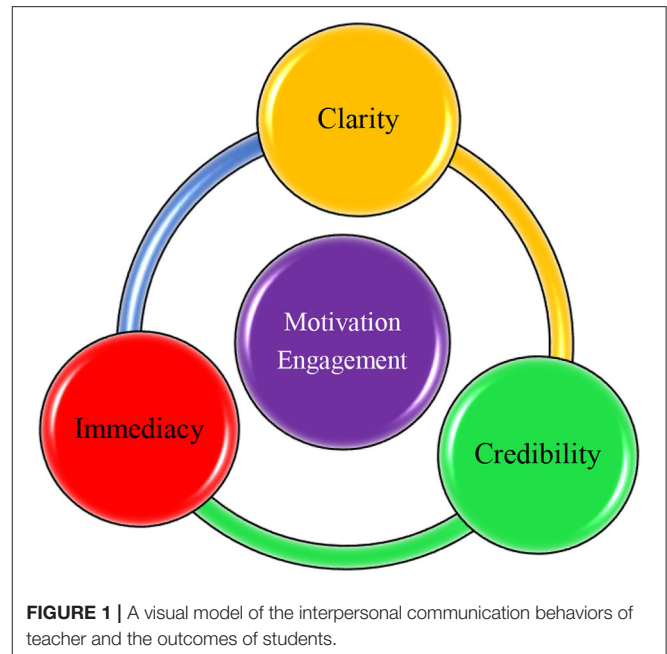 Clarity
Motivation
Engagement
Immediacy
Credibility
FIGURE 1 | A visual model of the interpersonal communication behaviors of
teacher and the outcomes of students.